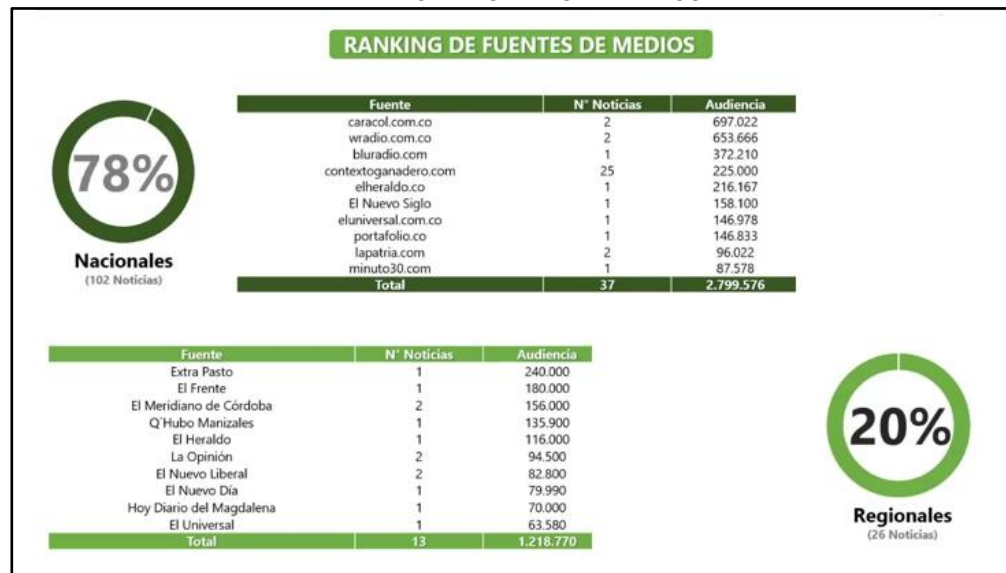 RANKING DE FUENTES DE MEDIOS
78%
Nacionales
(102 Noticias)
Fuente N° Noticias Audiencia
caracol.com.co 2 697.022
wradio.com.co 2 653.666
bluradio.com 1 372.210
contextoganadero.com 25 225.000
elheraldo.co 1 216.167
El Nuevo Siglo 1 158.100
eluniversal.com.co 1 146.978
portafolio.co 1 146.833
lapatria.com 2 96.022
minuto30.com 1 87.578
Total 37 2.799.576
Fuente N° Noticias Audiencia
Extra Pasto 1 240.000
El Frente 1 180.000
El Meridiano de Córdoba 2 156.000
Q´Hubo Manizales 1 135.900
El Heraldo 1 116.000
La Opinión 2 94.500
El Nuevo Liberal 2 82.800
El Nuevo Día 1 79.990
Hoy Diario del Magdalena 1 70.000
El Universal 1 63.580
Total 13 1.218.770
20%
Regionales
(26 Noticias)